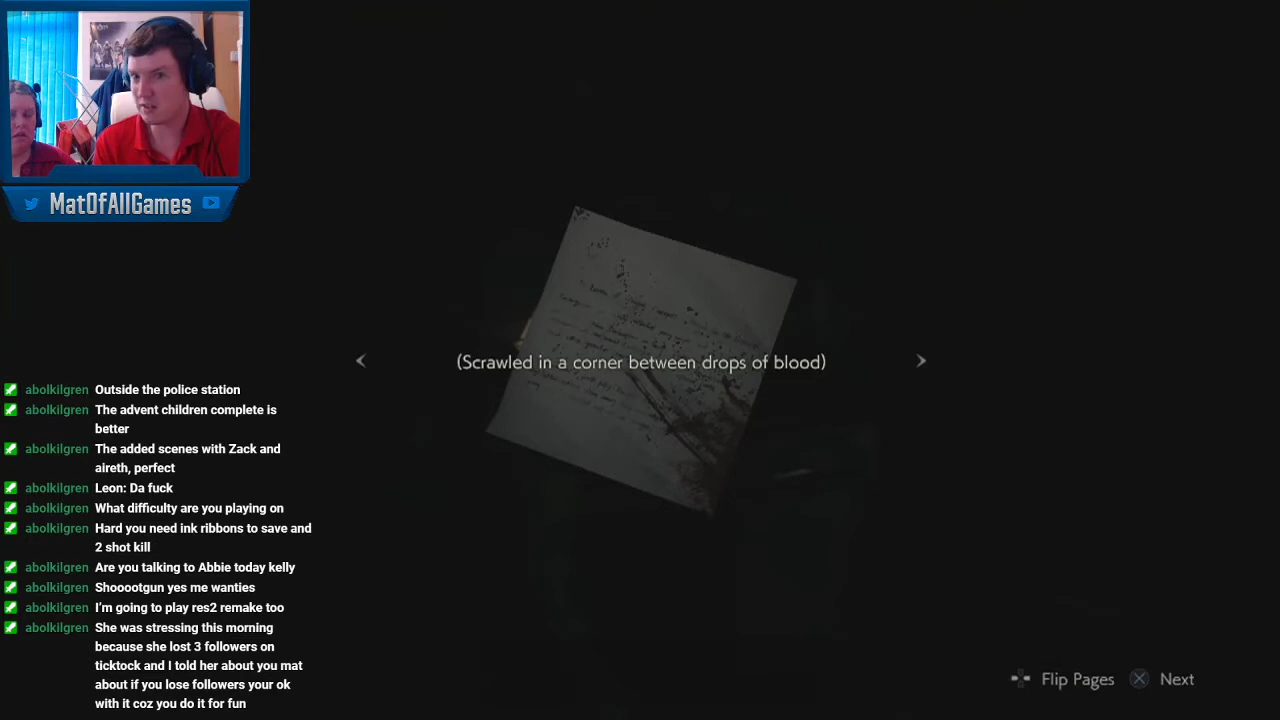 MatOfAllGames
(Scrawled in a corner between drops of blood)
abolkilgren Outside the police station
abolkilgren The advent children complete is
better
abolkilgren The added scenes with Zack and
aireth, perfect
abolkilgren Leon: Da fuck
abolkilgren What difficulty are you playing on
abolkilgren Hard you need ink ribbons to save and
2 shot kill
abolkilgren Are you talking to Abbie today kelly
abolkilgren Shooootgun yes me wanties
abolkilgren I'm going to play res2 remake too
abolkilgren She was stressing this morning
because she lost 3 followers on
ticktock and I told her about you mat
about if you lose followers your ok
with it coz you do it for fun
Flip Pages Next